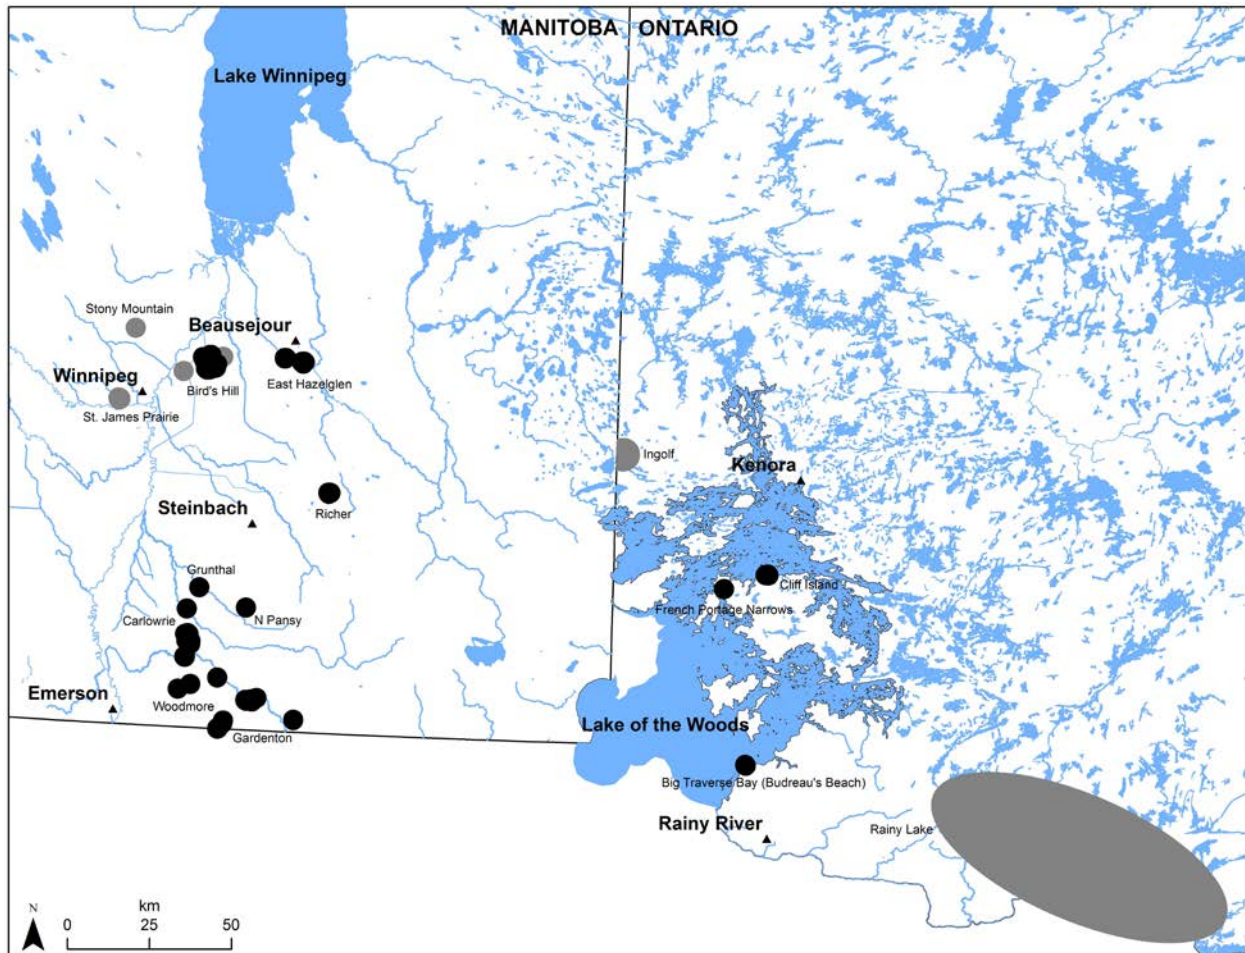 MANITOBA ONTARIO
Lake Winnipeg
Stony Mountain
Beausejour
Winnipeg
Bird's Hill
East Hazelglen
St. James Prairie
Ingolf
Kenora
Steinbach
Richer
Grunthal
Cliff Island
French Portage Narrows
Carlowrie
N Pansy
Emerson
Woodmore
Lake of the Woods
Gardenton
Big Traverse Bay (Budreau's Beach)
Rainy River
Rainy Lake
N
km
0 25 50